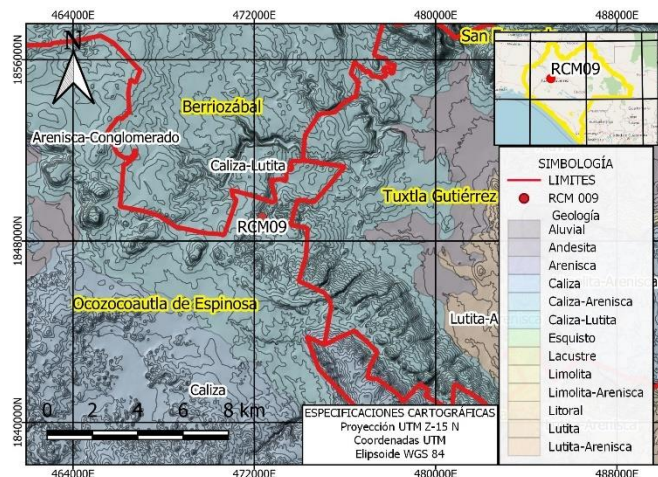 464000E
472000E
480000E
488000E
N
San
Berriozábal
Arenisca-Conglomerado
Caliza-Lutita
Tuxtla Gutiérrez
RCM09
Ocozocoautla de Espinosa
Lutita-A
Caliza
1856000N
1848000N
1840000N
0 2 4 6 8 km
ESPECIFICACIONES CARTOGRÁFICAS
Proyección UTM Z-15 N
Coordenadas UTM
Elipsoide WGS 84
RCM09
SIMBOLOGÍA
LIMITES
RCM 009
Geología
Aluvial
Andesita
Arenisca
Caliza
Caliza-Arenisca
Caliza-Lutita
Esquisto
Lacustre
Limolita
Limolita-Arenisca
Litoral
Lutita
Lutita-Arenisca
464000E
472000E
480000E
488000E